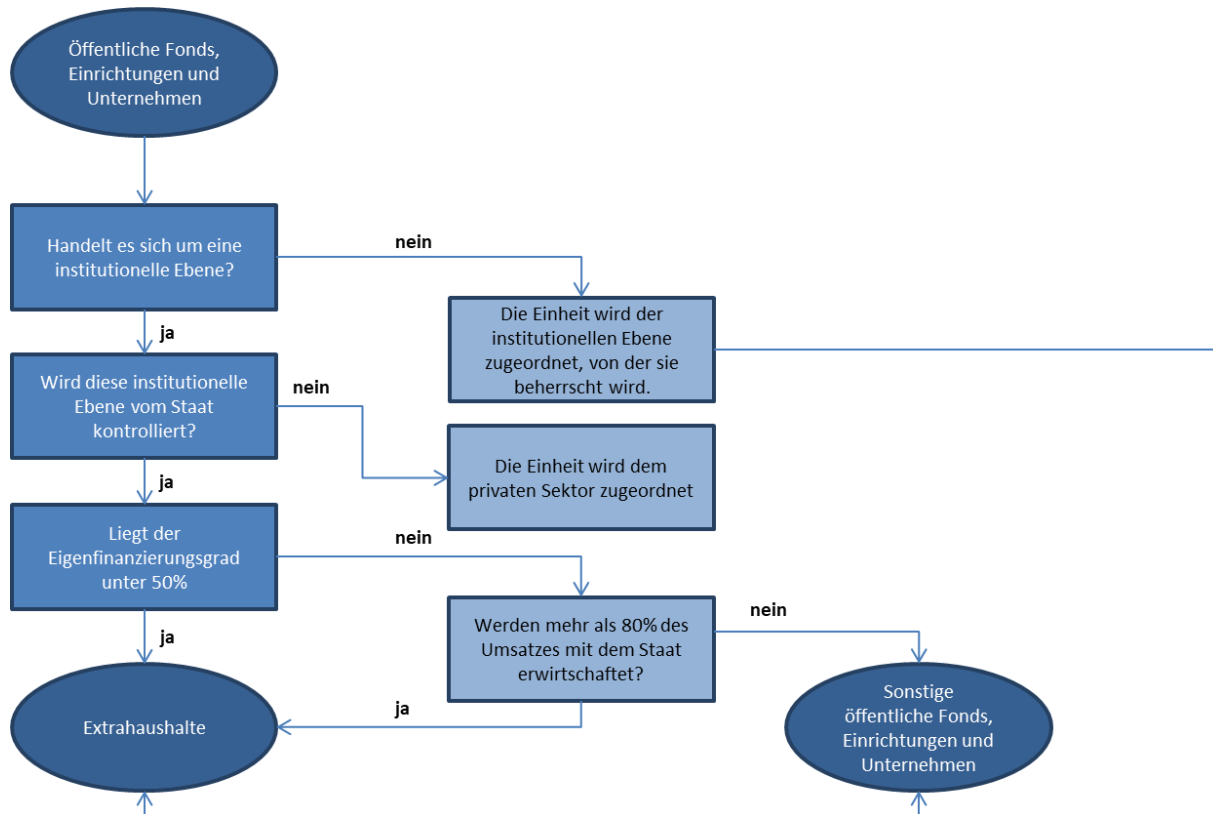 Öffentliche Fonds,
Einrichtungen und
Unternehmen
Handelt es sich um eine
institutionelle Ebene?
nein
ja
Die Einheit wird der
institutionellen Ebene
zugeordnet, von der sie
beherrscht wird.
Wird diese institutionelle
Ebene vom Staat
kontrolliert?
nein
ja
Die Einheit wird dem
privaten Sektor zugeordnet
Liegt der
Eigenfinanzierungsgrad
unter 50%
nein
ja
Werden mehr als 80% des
Umsatzes mit dem Staat
erwirtschaftet?
nein
ja
Extrahaushalte
Sonstige
öffentliche Fonds,
Einrichtungen und
Unternehmen